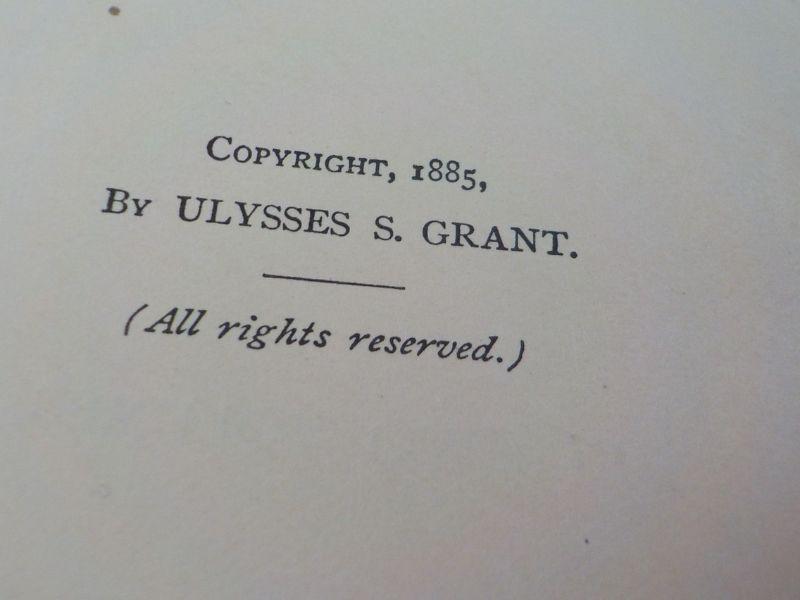 Copyright, 1885,
By ULYSSES S. GRANT.
(All rights reserved.)